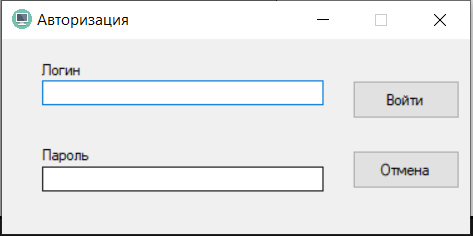 Авторизация
Логин
Войти
Пароль
Отмена